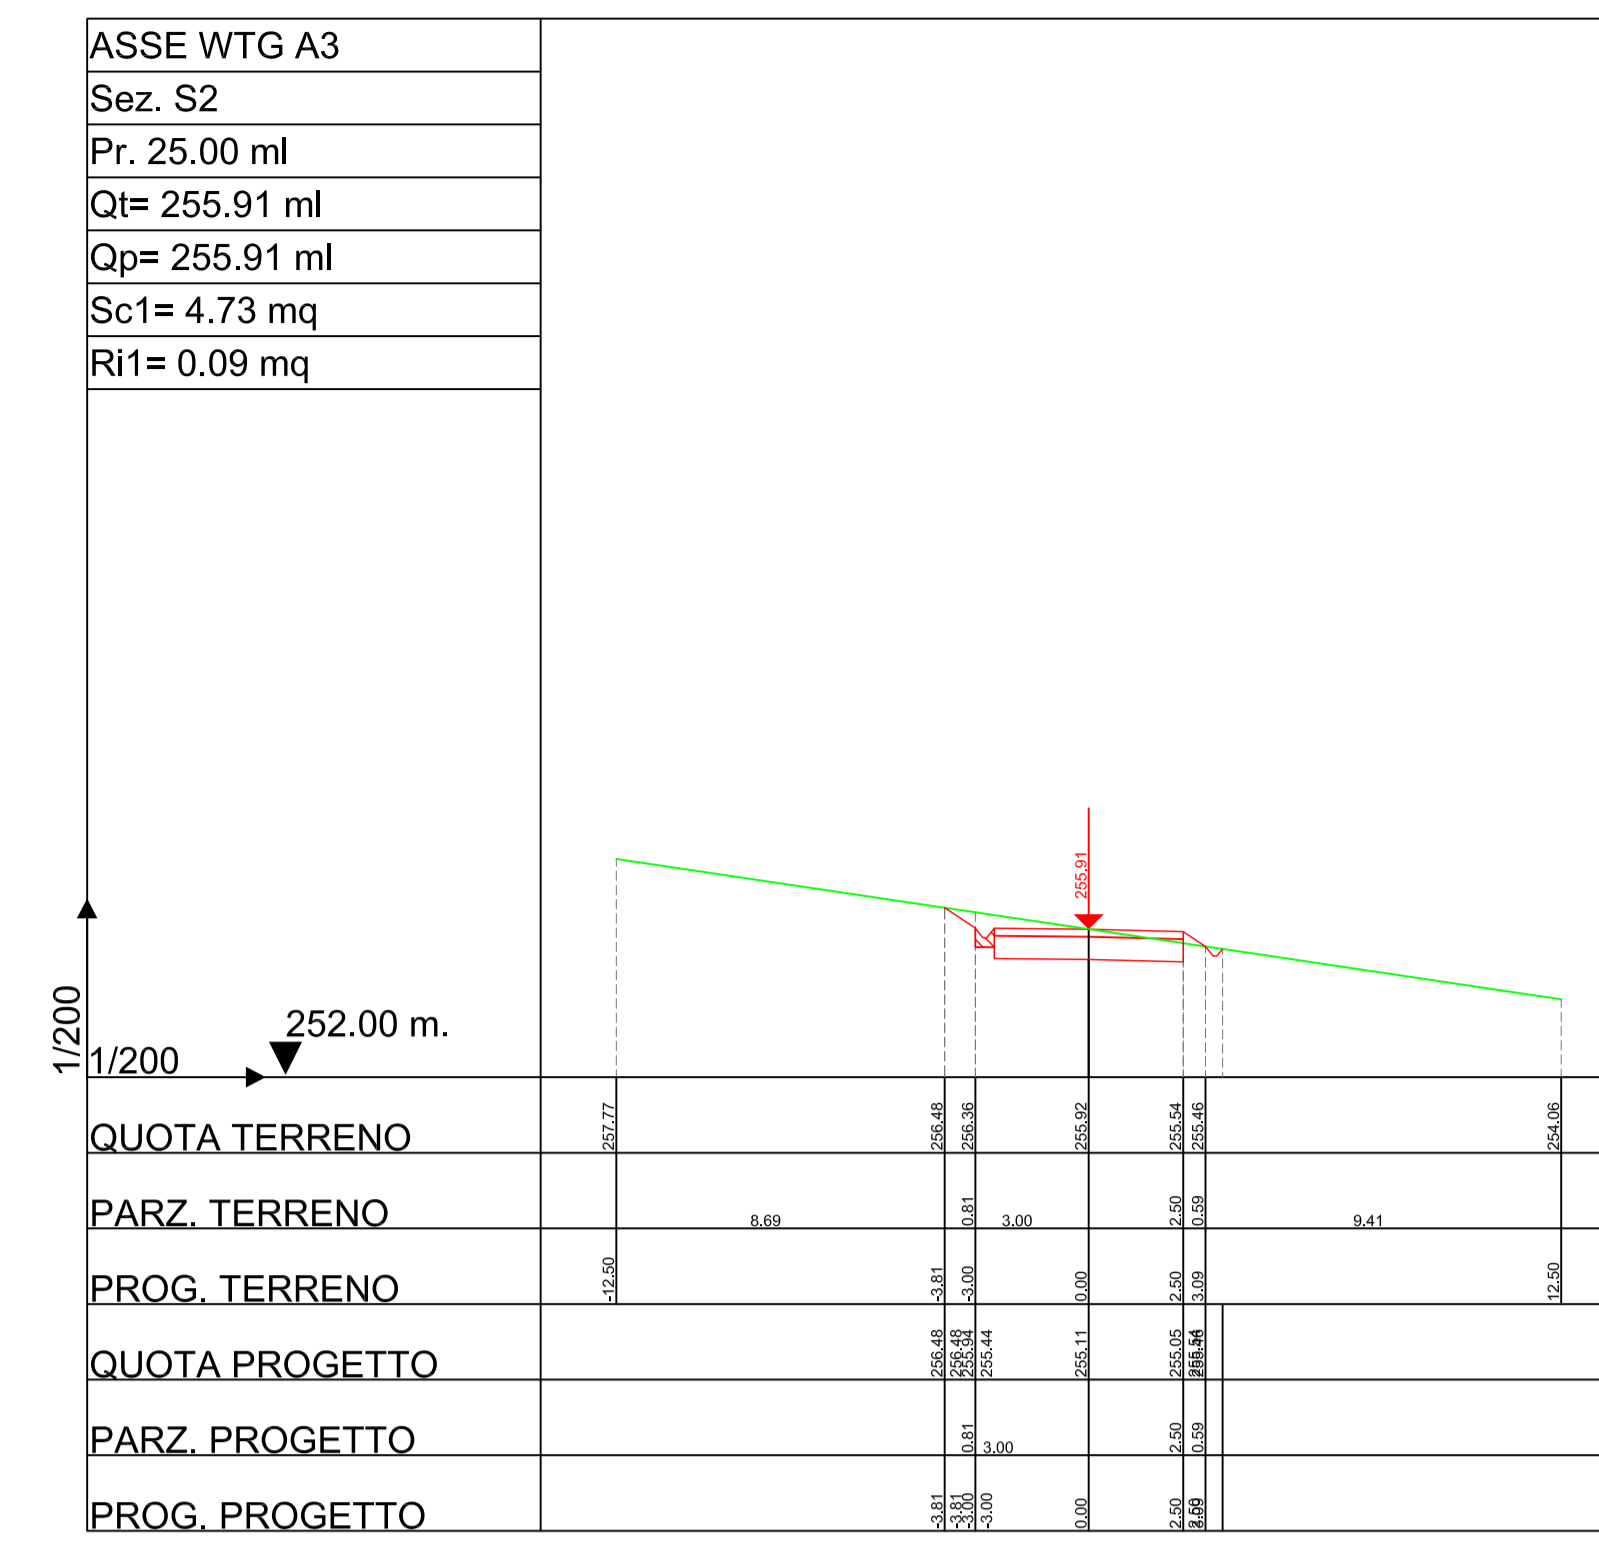 ASSE WTG A3
Sez. S2
Pr. 25.00 ml
Qt= 255.91 ml
Qp= 255.91 ml
Sc1= 4.73 mq
Ri1= 0.09 mq
255.91
1/200
252.00 m.
1/200
QUOTA TERRENO 257.77 256.48 256.36 255.92 255.54 255.46 254.06
PARZ. TERRENO 8.69 0.81 3.00 2.50 0.59 9.41
PROG. TERRENO -12.50 -3.81 -3.00 0.00 2.50 3.09 12.50
QUOTA PROGETTO 256.48 256.48 255.94 255.44 255.11 255.05
PARZ. PROGETTO 0.81 3.00 2.50 0.59
PROG. PROGETTO -3.81 -3.81 -3.00 -3.00 0.00 2.50